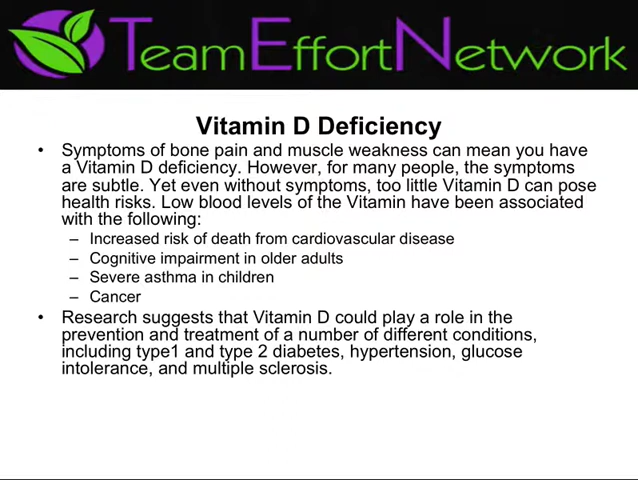 TeamEffortNetwork
Vitamin D Deficiency
• Symptoms of bone pain and muscle weakness can mean you have
a Vitamin D deficiency. However, for many people, the symptoms
are subtle. Yet even without symptoms, too little Vitamin D can pose
health risks. Low blood levels of the Vitamin have been associated
with the following:
– Increased risk of death from cardiovascular disease
– Cognitive impairment in older adults
– Severe asthma in children
– Cancer
• Research suggests that Vitamin D could play a role in the
prevention and treatment of a number of different conditions,
including type1 and type 2 diabetes, hypertension, glucose
intolerance, and multiple sclerosis.